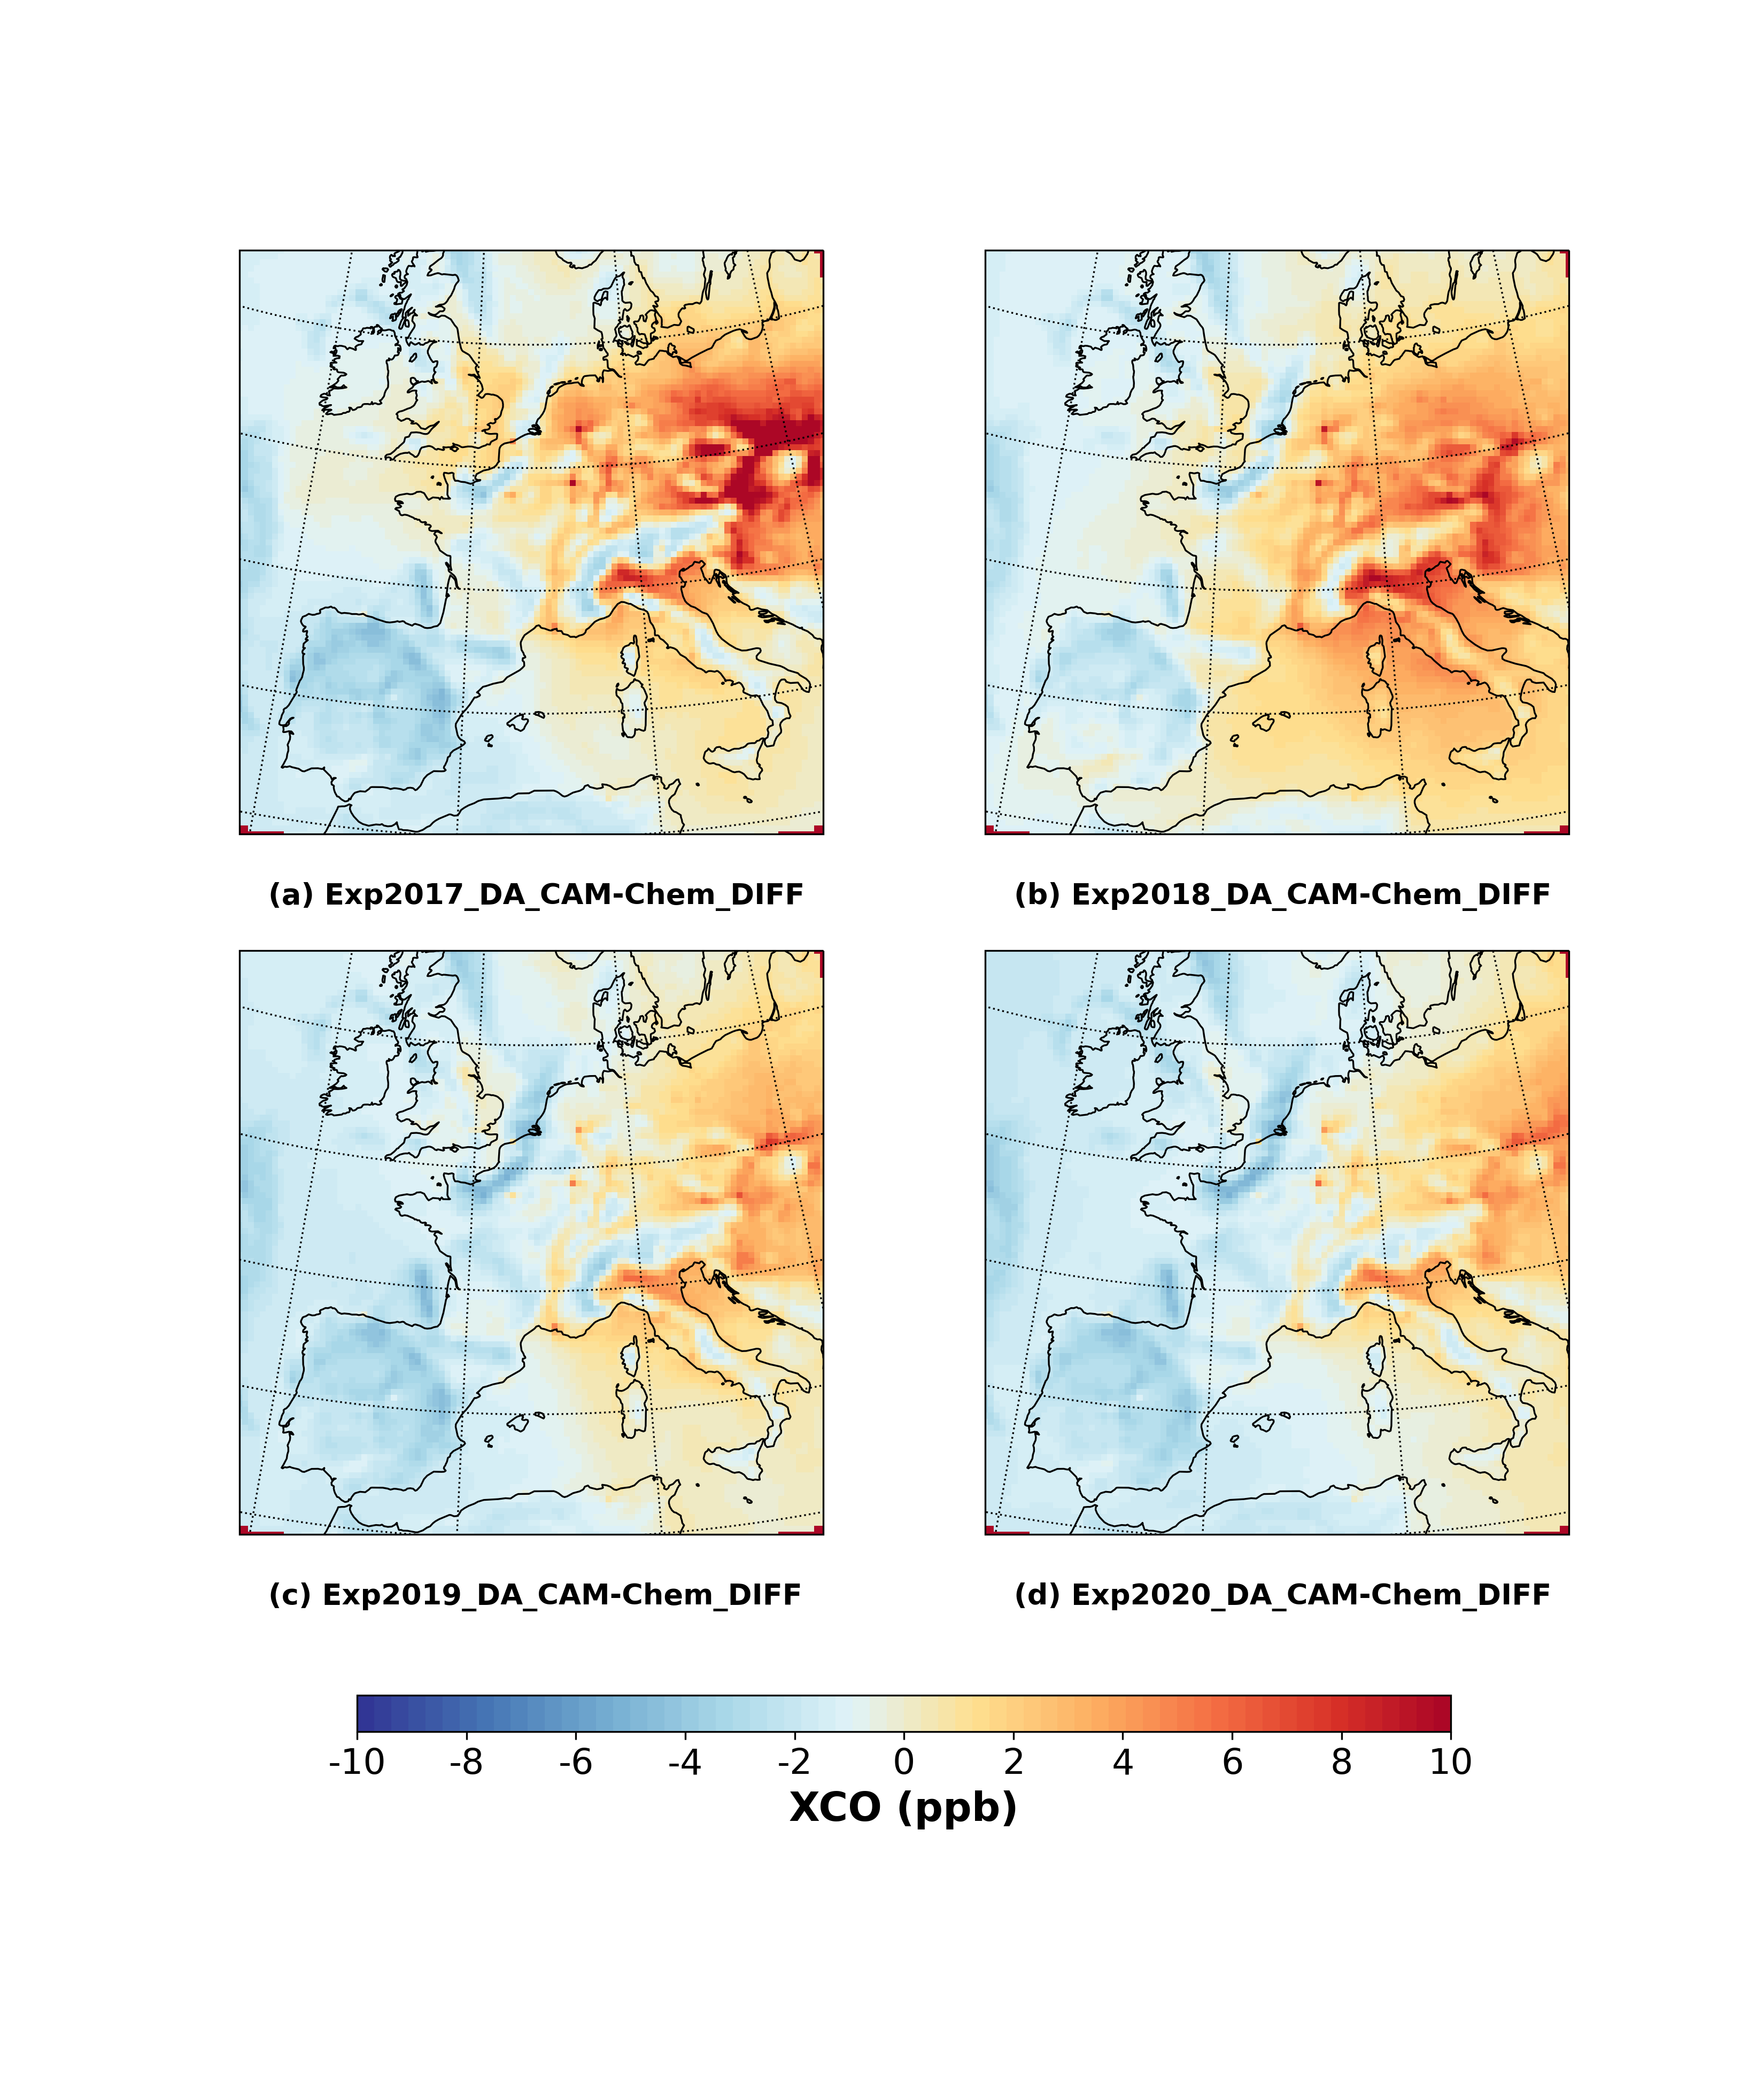 (a) Exp2017_DA_CAM-Chem_DIFF
(b) Exp2018_DA_CAM-Chem_DIFF
(c) Exp2019_DA_CAM-Chem_DIFF
(d) Exp2020_DA_CAM-Chem_DIFF
-10 -8 -6 -4 -2 0 2 4 6 8 10
XCO (ppb)